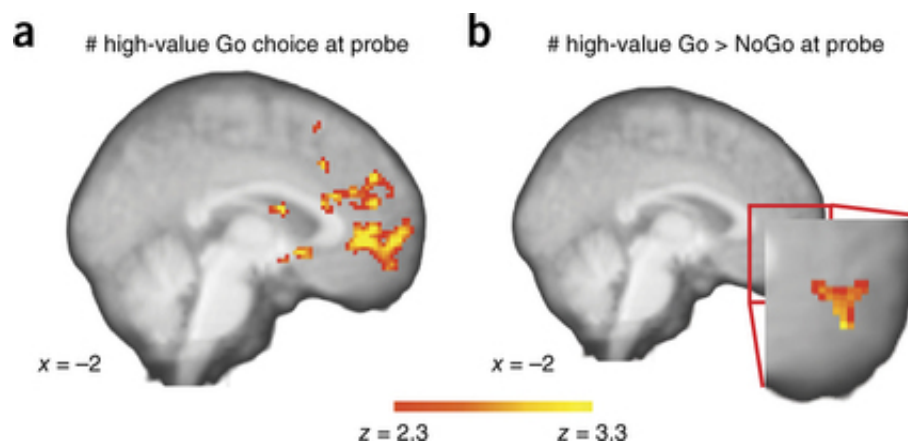 a
# high-value Go choice at probe
b
# high-value Go > NoGo at probe
x = –2
x = –2
z = 2.3
z = 3.3